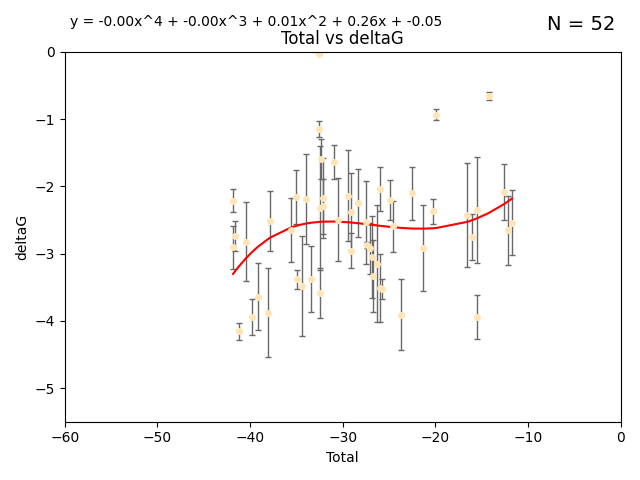 y = -0.00x^4 + -0.00x^3 + 0.01x^2 + 0.26x + -0.05
N = 52
Total vs deltaG
0
−1
−2
−3
−4
−5
deltaG
−60 −50 −40 −30 −20 −10 0
Total